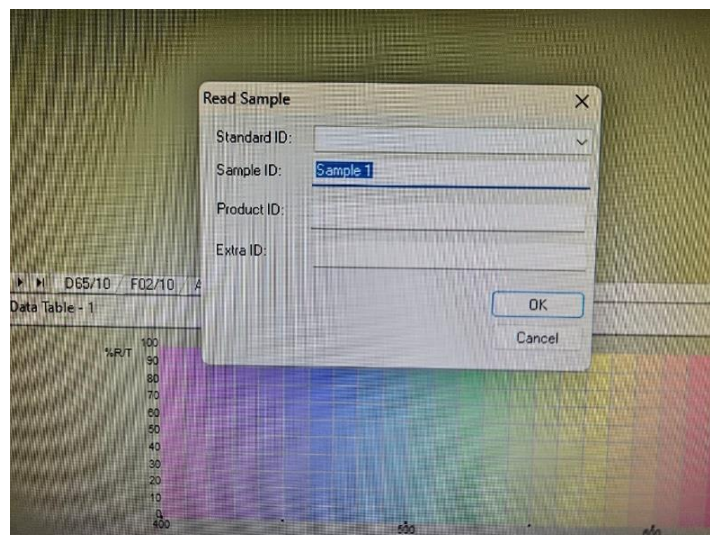 Read Sample
Standard ID:
Sample ID: Sample 1
Product ID:
Extra ID:
OK
Cancel
D65/10 F02/10 A
Data Table - 1
%R/T
100
90
80
70
60
50
40
30
20
10
0
400 500 600